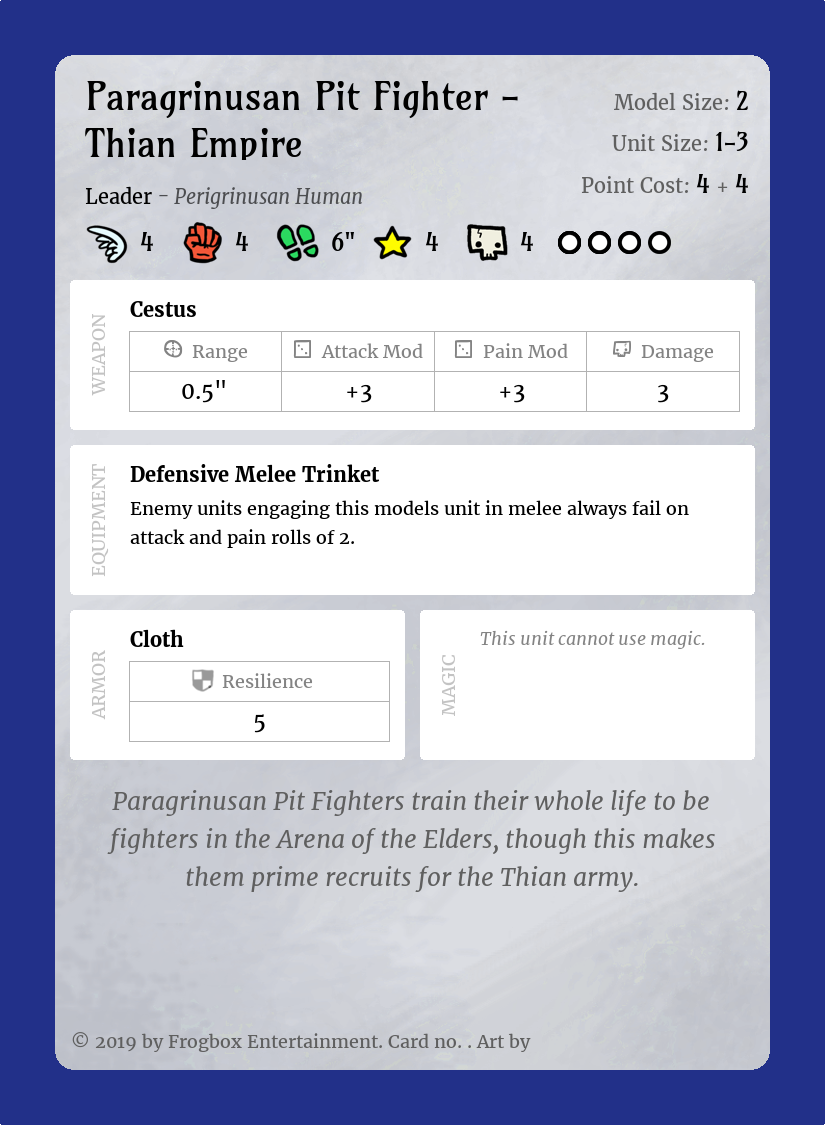 Paragrinusan Pit Fighter –
Thian Empire
Model Size: 2
Unit Size: 1–3
Point Cost: 4 + 4
Leader – Perigrinusan Human
4 4 6" 4 4
WEAPON
Cestus
Range Attack Mod Pain Mod Damage
0.5" +3 +3 3
EQUIPMENT
Defensive Melee Trinket
Enemy units engaging this models unit in melee always fail on
attack and pain rolls of 2.
ARMOR
Cloth
Resilience
5
MAGIC
This unit cannot use magic.
Paragrinusan Pit Fighters train their whole life to be
fighters in the Arena of the Elders, though this makes
them prime recruits for the Thian army.
© 2019 by Frogbox Entertainment. Card no. . Art by